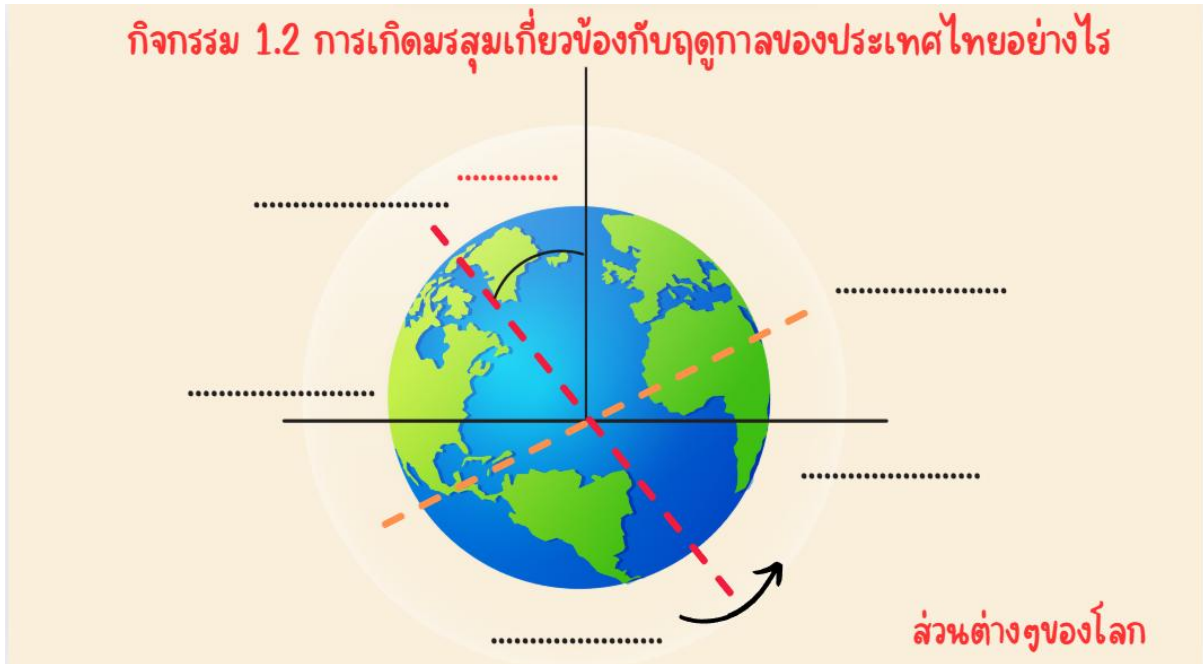 กิจกรรม 1.2 การเกิดมรสุมเกี่ยวข้องกับฤดูกาลของประเทศไทยอย่างไร
ส่วนต่างๆของโลก